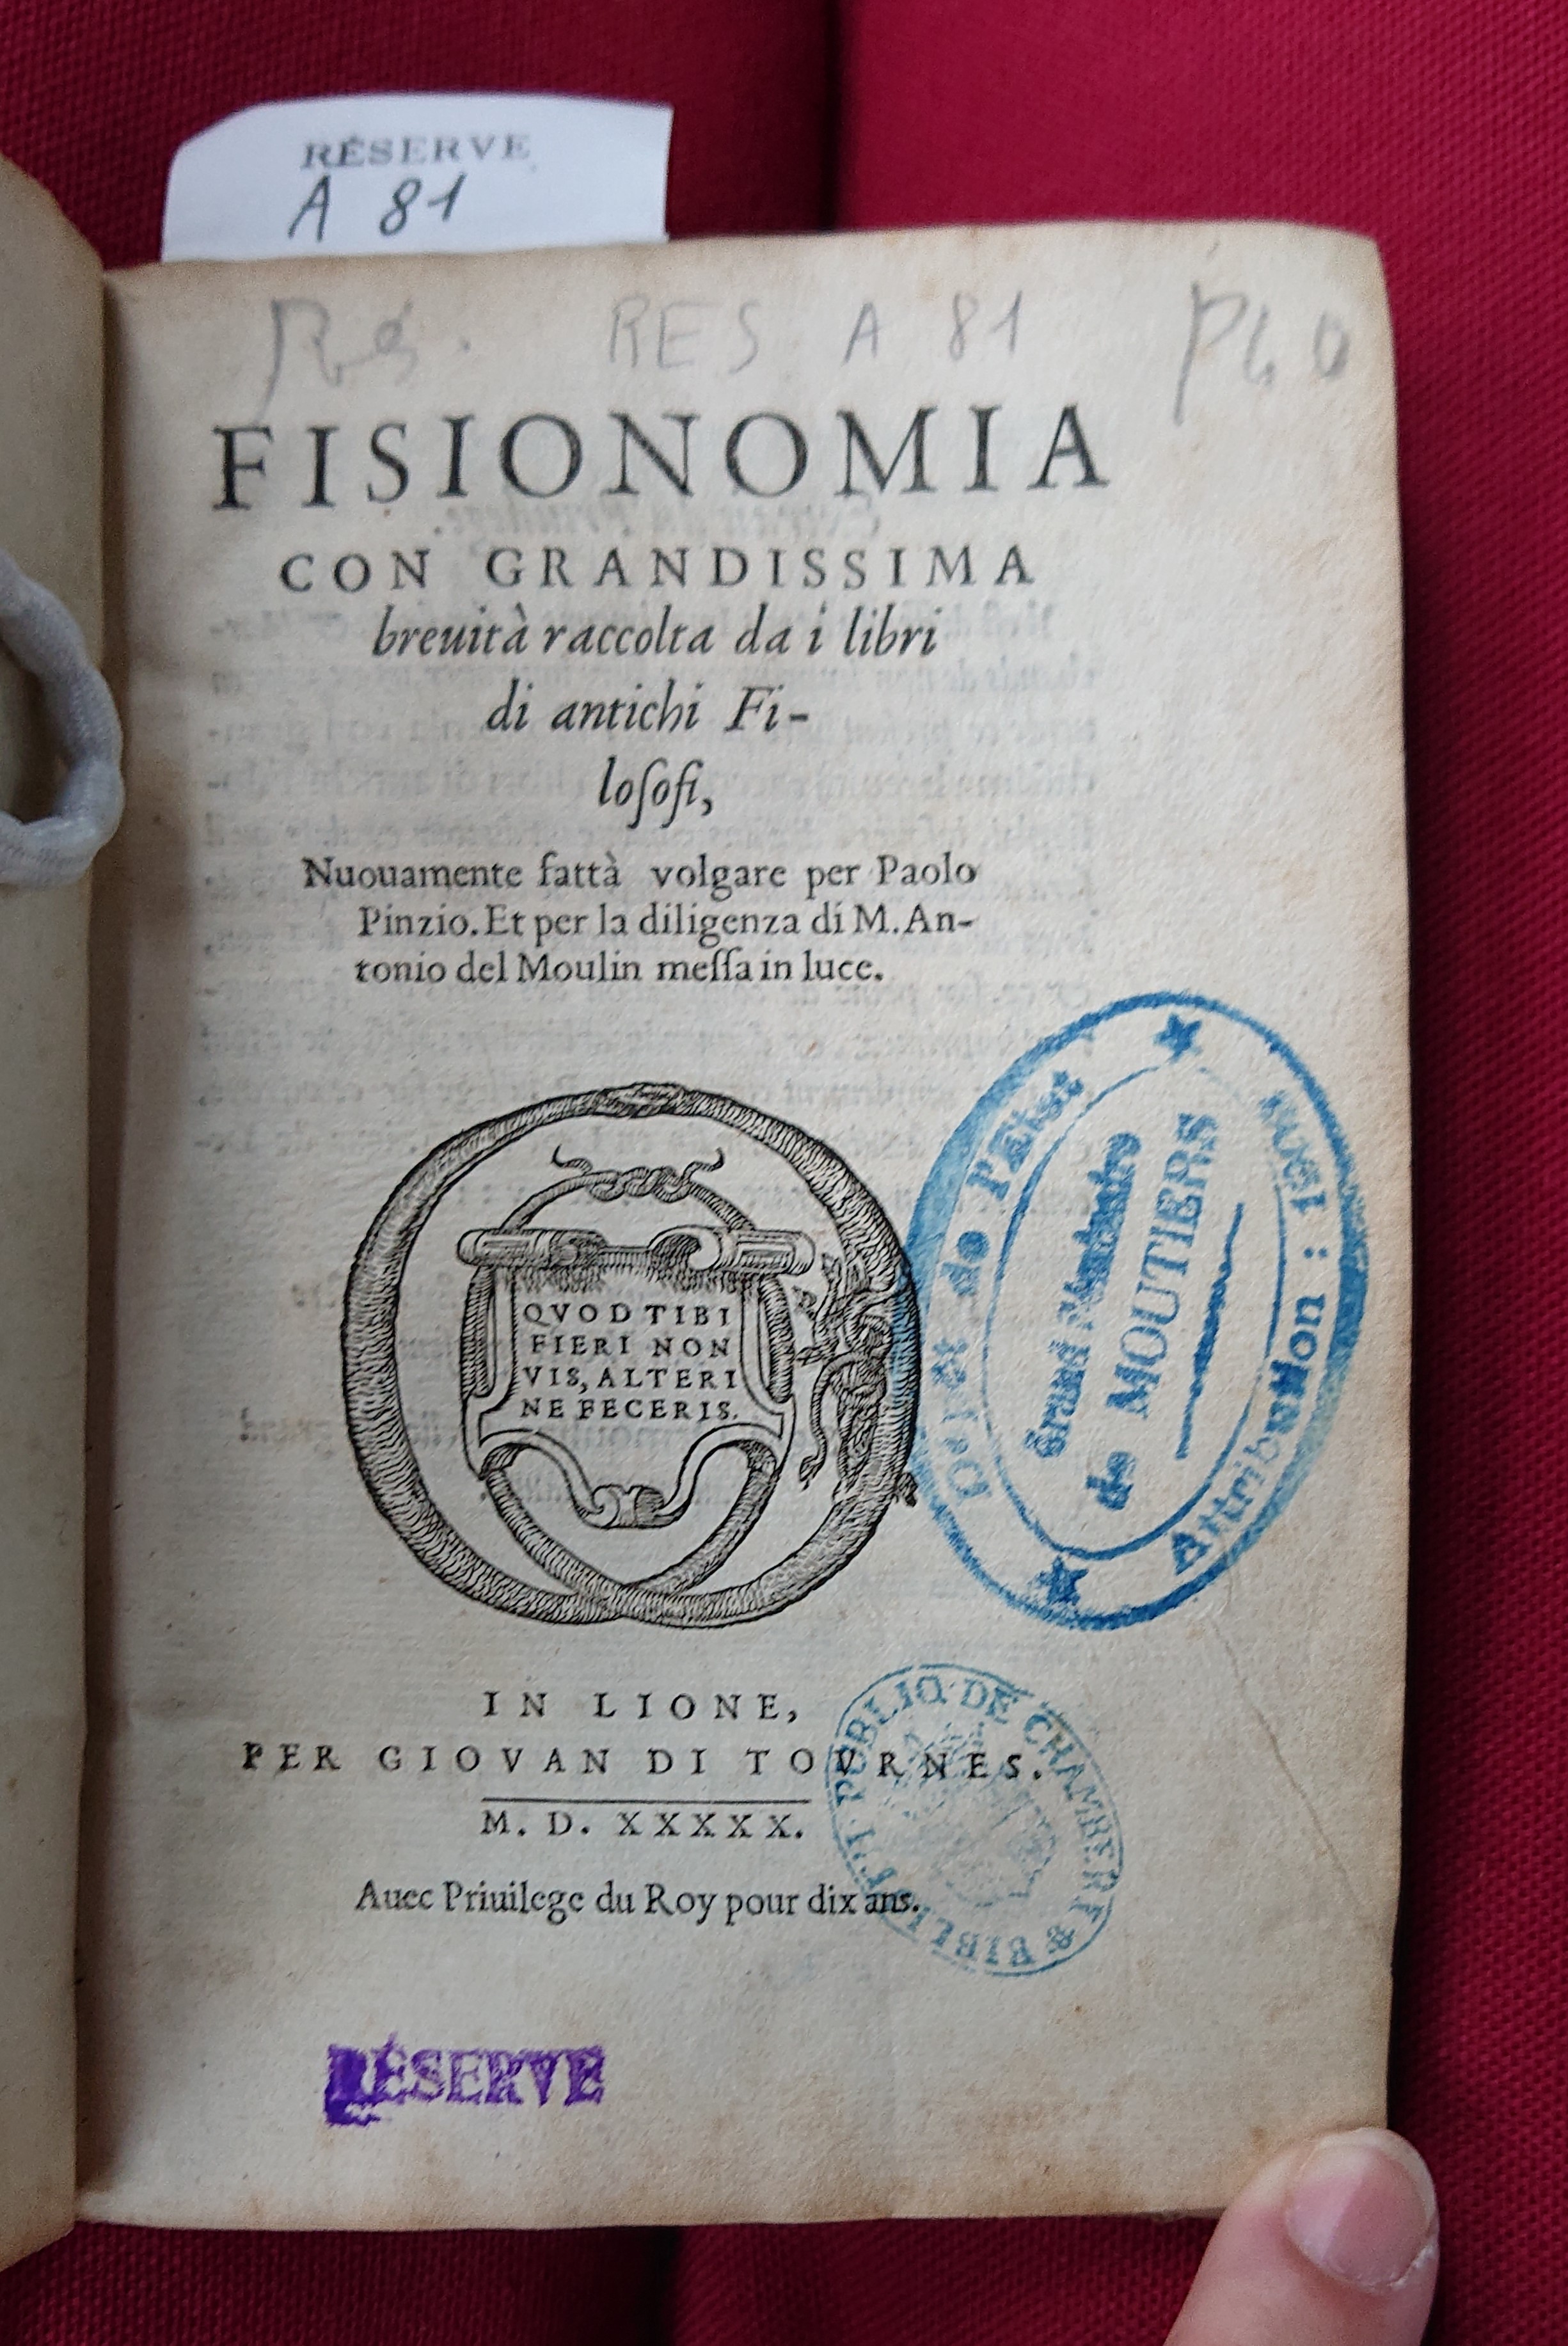 RÉSERVE
A 81
Rés. RES A 81
FISIONOMIA
CON GRANDISSIMA
breuità raccolta da i libri
di antichi Fi-
loſofi,
Nuouamente fattà volgare per Paolo
Pinzio. Et per la diligenza di M. An-
tonio del Moulin meſſa in luce.
QVOD TIBI
FIERI NON
VIS, ALTERI
NE FECERIS.
Dépôt de l'État
de MOUTIERS
Attribution :
IN LIONE,
PER GIOVAN DI TOVRNES.
M. D. XXXXX.
Auec Priuilege du Roy pour dix ans.
PUBLIQ. DE CHAMBERY
RÉSERVE